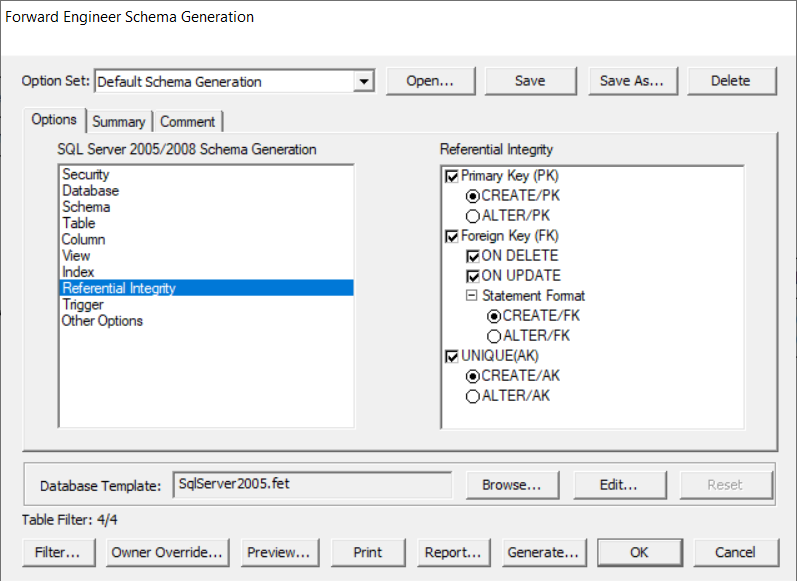 Forward Engineer Schema Generation
Option Set: Default Schema Generation Open... Save Save As... Delete
Options Summary Comment
SQL Server 2005/2008 Schema Generation
Security
Database
Schema
Table
Column
View
Index
Referential Integrity
Trigger
Other Options
Referential Integrity
Primary Key (PK)
CREATE/PK
ALTER/PK
Foreign Key (FK)
ON DELETE
ON UPDATE
Statement Format
CREATE/FK
ALTER/FK
UNIQUE(AK)
CREATE/AK
ALTER/AK
Database Template: SqlServer2005.fet Browse... Edit... Reset
Table Filter: 4/4
Filter... Owner Override... Preview... Print Report... Generate... OK Cancel